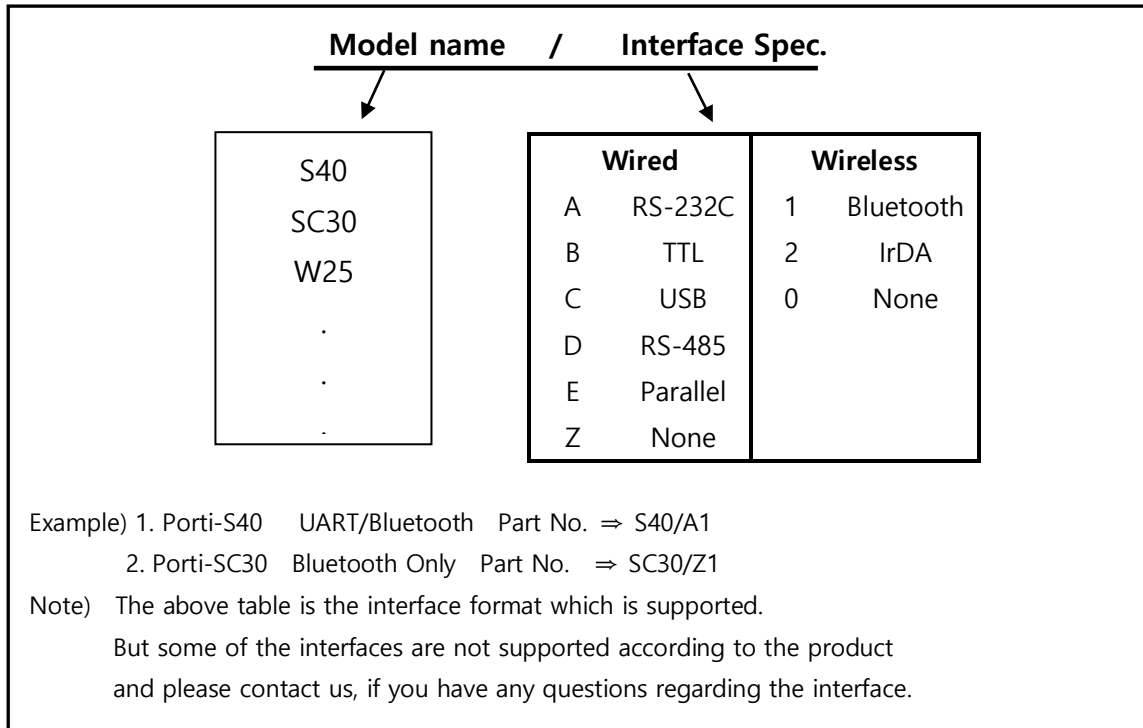 Model name / Interface Spec.
S40
SC30
W25
.
.
.
Wired Wireless
A RS-232C 1 Bluetooth
B TTL 2 IrDA
C USB 0 None
D RS-485
E Parallel
Z None
Example) 1. Porti-S40 UART/Bluetooth Part No. ⇒ S40/A1
2. Porti-SC30 Bluetooth Only Part No. ⇒ SC30/Z1
Note) The above table is the interface format which is supported.
But some of the interfaces are not supported according to the product
and please contact us, if you have any questions regarding the interface.